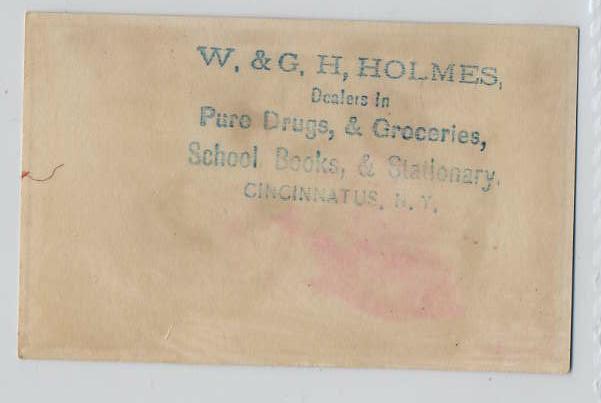 W. & G. H, HOLMES,
Dealers in
Pure Drugs, & Groceries,
School Books, & Stationary.
CINCINNATUS, N. Y.